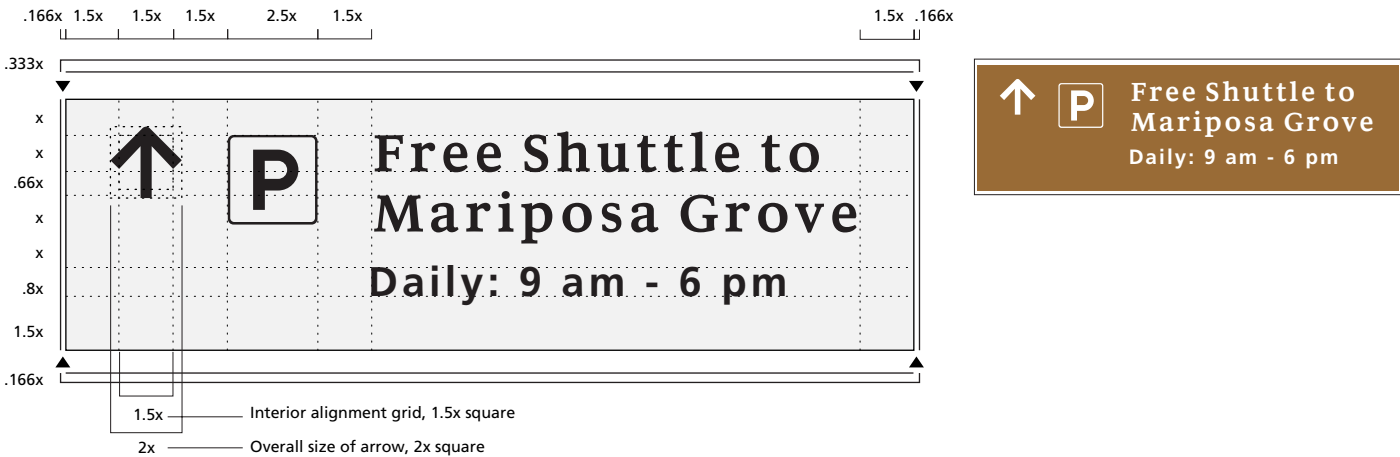 .166x 1.5x 1.5x 1.5x 2.5x 1.5x 1.5x .166x
.333x
x
x
.66x
x
x
.8x
1.5x
.166x
P
Free Shuttle to
Mariposa Grove
Daily: 9 am - 6 pm
1.5x Interior alignment grid, 1.5x square
2x Overall size of arrow, 2x square
P
Free Shuttle to
Mariposa Grove
Daily: 9 am - 6 pm